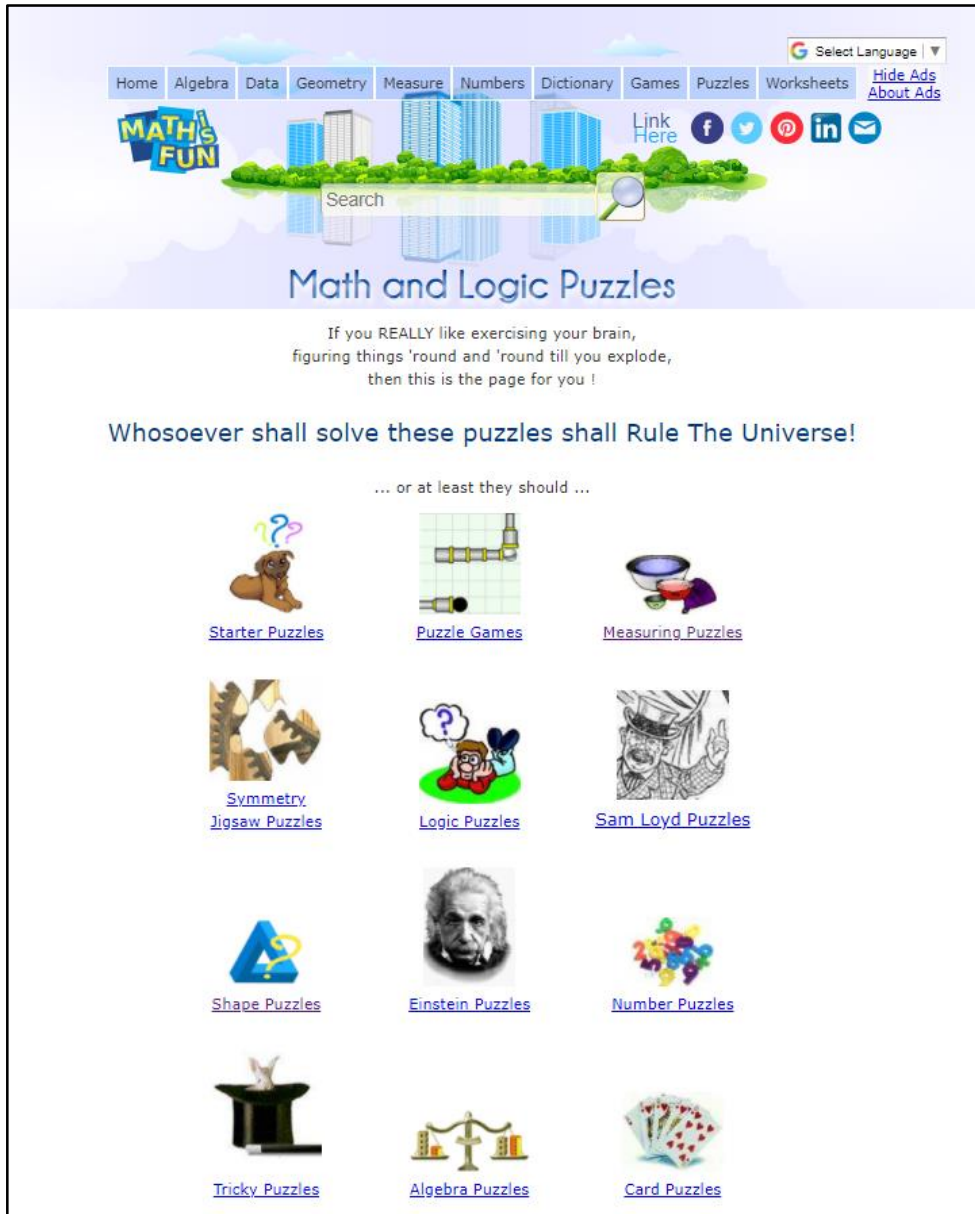 Select Language ▼
Home Algebra Data Geometry Measure Numbers Dictionary Games Puzzles Worksheets Hide Ads
About Ads
MATH IS
FUN
Link
Here
Search
Math and Logic Puzzles
If you REALLY like exercising your brain,
figuring things 'round and 'round till you explode,
then this is the page for you !
Whosoever shall solve these puzzles shall Rule The Universe!
... or at least they should ...
Starter Puzzles Puzzle Games Measuring Puzzles
Symmetry
Jigsaw Puzzles Logic Puzzles Sam Loyd Puzzles
Shape Puzzles Einstein Puzzles Number Puzzles
Tricky Puzzles Algebra Puzzles Card Puzzles